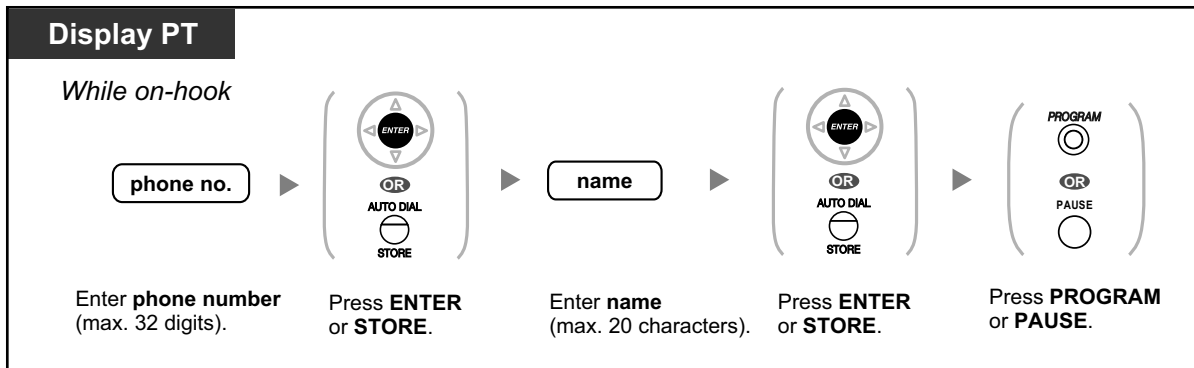 Display PT
While on-hook
phone no.
ENTER
OR
AUTO DIAL
STORE
name
ENTER
OR
AUTO DIAL
STORE
PROGRAM
OR
PAUSE
Enter phone number
(max. 32 digits).
Press ENTER
or STORE.
Enter name
(max. 20 characters).
Press ENTER
or STORE.
Press PROGRAM
or PAUSE.